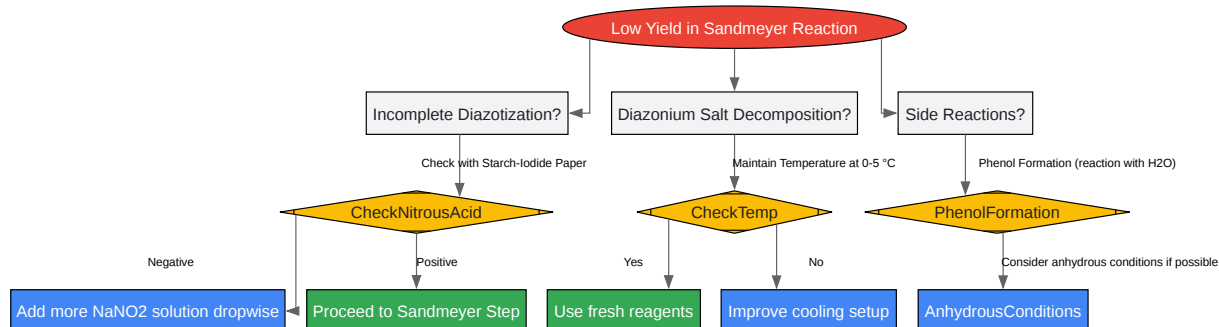 Low Yield in Sandmeyer Reaction
Incomplete Diazotization?
Diazonium Salt Decomposition?
Side Reactions?
Check with Starch-Iodide Paper
Maintain Temperature at 0-5 °C
Phenol Formation (reaction with H2O)
CheckNitrousAcid
CheckTemp
PhenolFormation
Negative
Positive
Yes
No
Consider anhydrous conditions if possible
Add more NaNO2 solution dropwise
Proceed to Sandmeyer Step
Use fresh reagents
Improve cooling setup
AnhydrousConditions